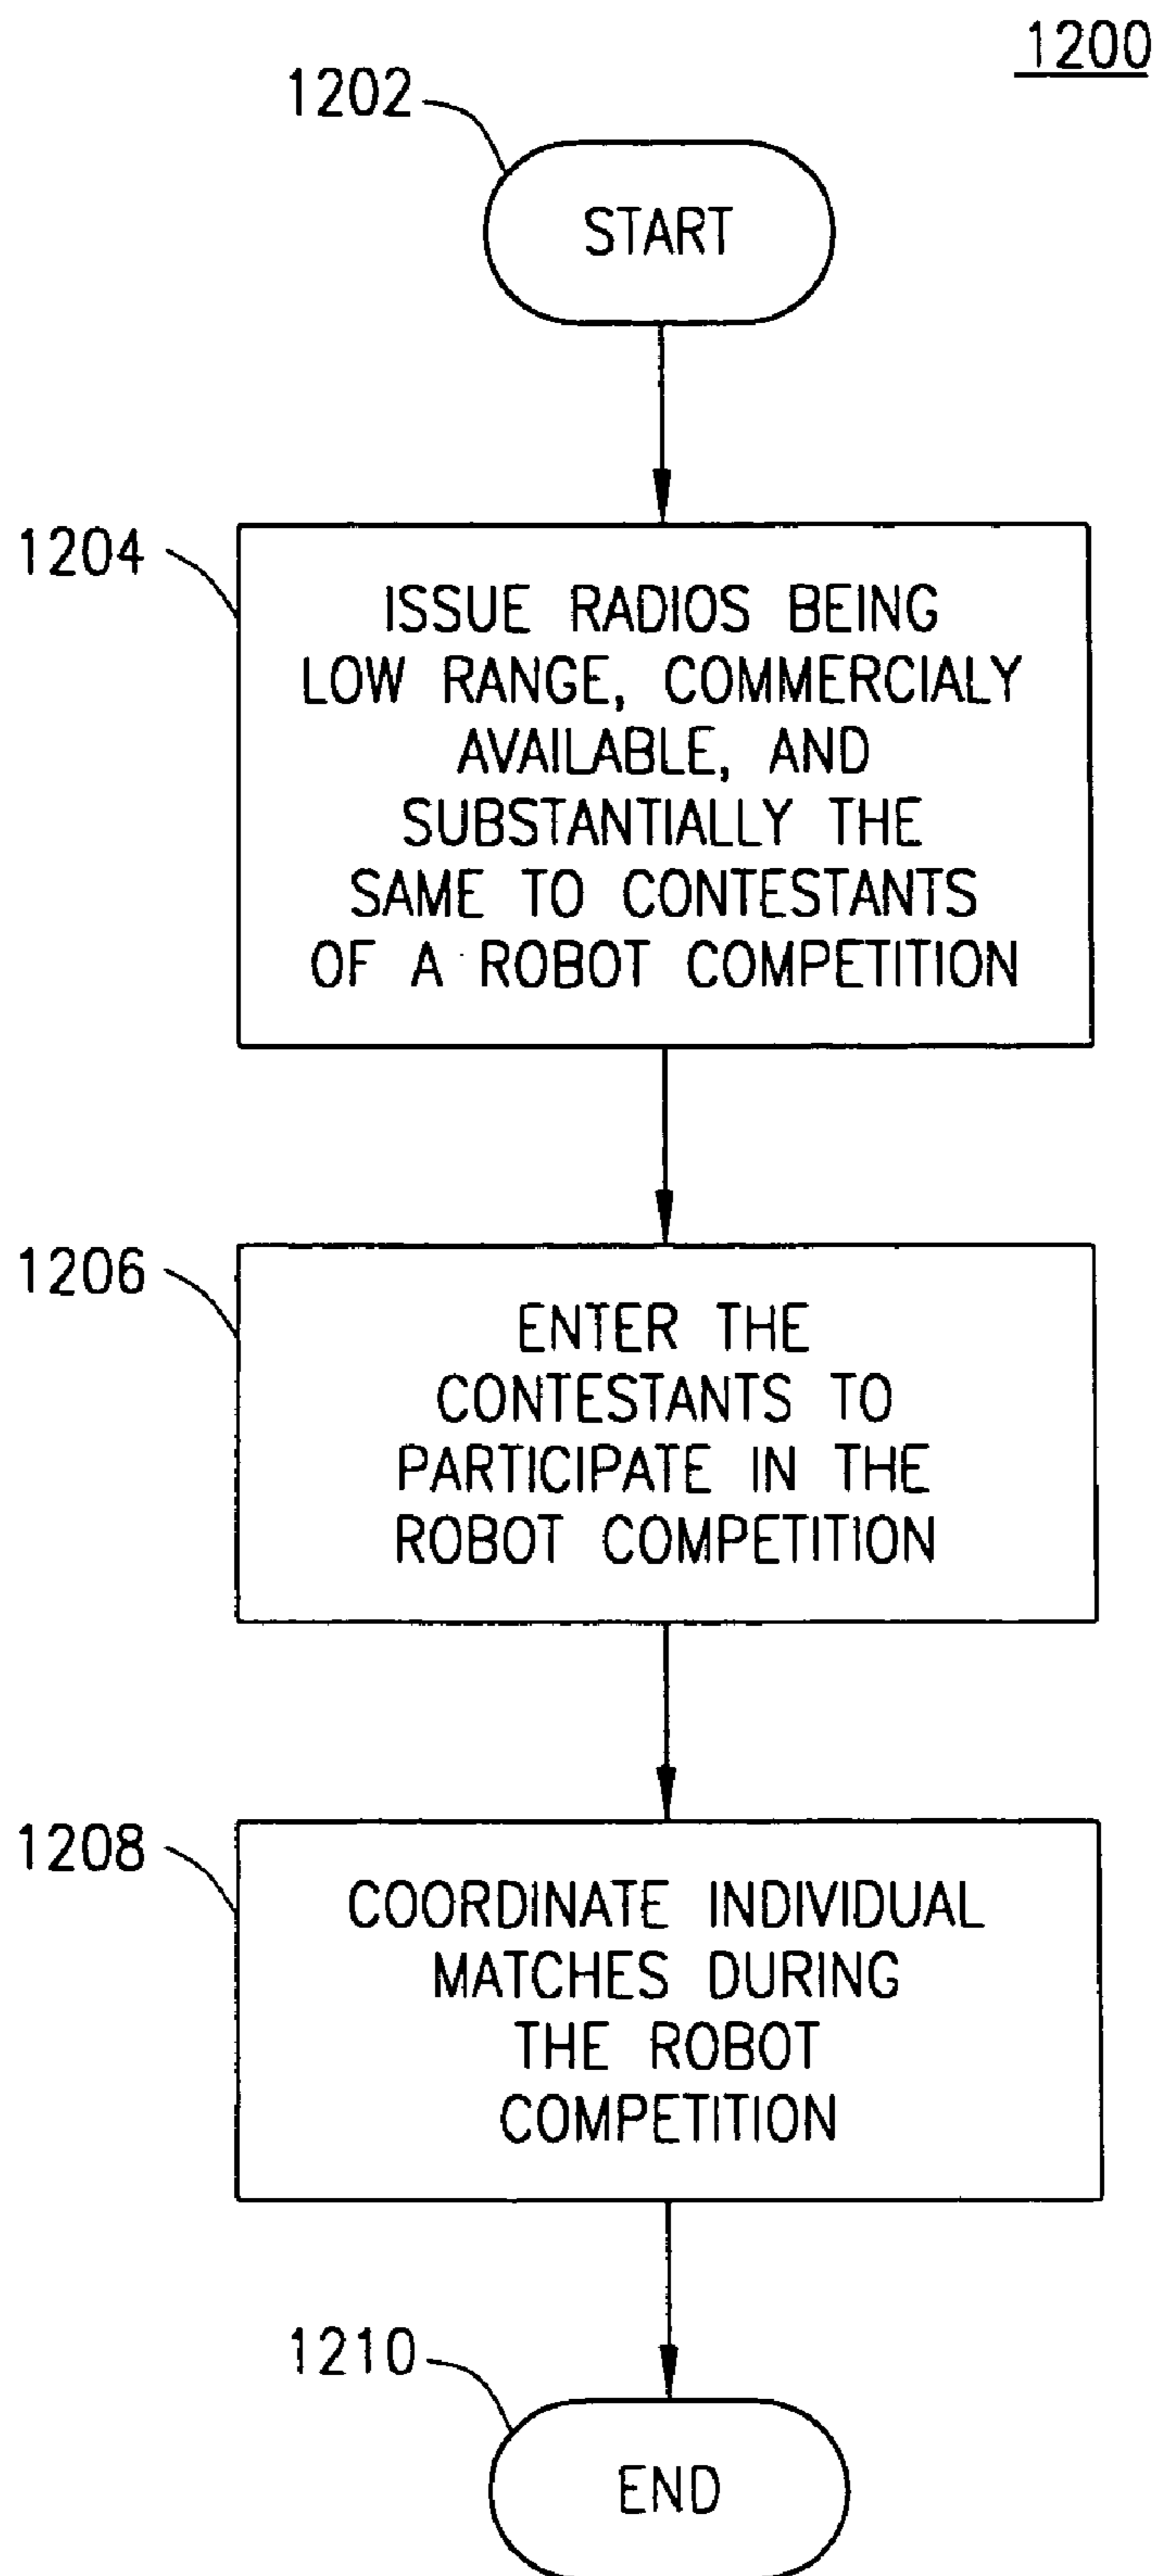 1200
1202
START
1204
ISSUE RADIOS BEING
LOW RANGE, COMMERCIALY
AVAILABLE, AND
SUBSTANTIALLY THE
SAME TO CONTESTANTS
OF A ROBOT COMPETITION
1206
ENTER THE
CONTESTANTS TO
PARTICIPATE IN THE
ROBOT COMPETITION
1208
COORDINATE INDIVIDUAL
MATCHES DURING
THE ROBOT
COMPETITION
1210
END